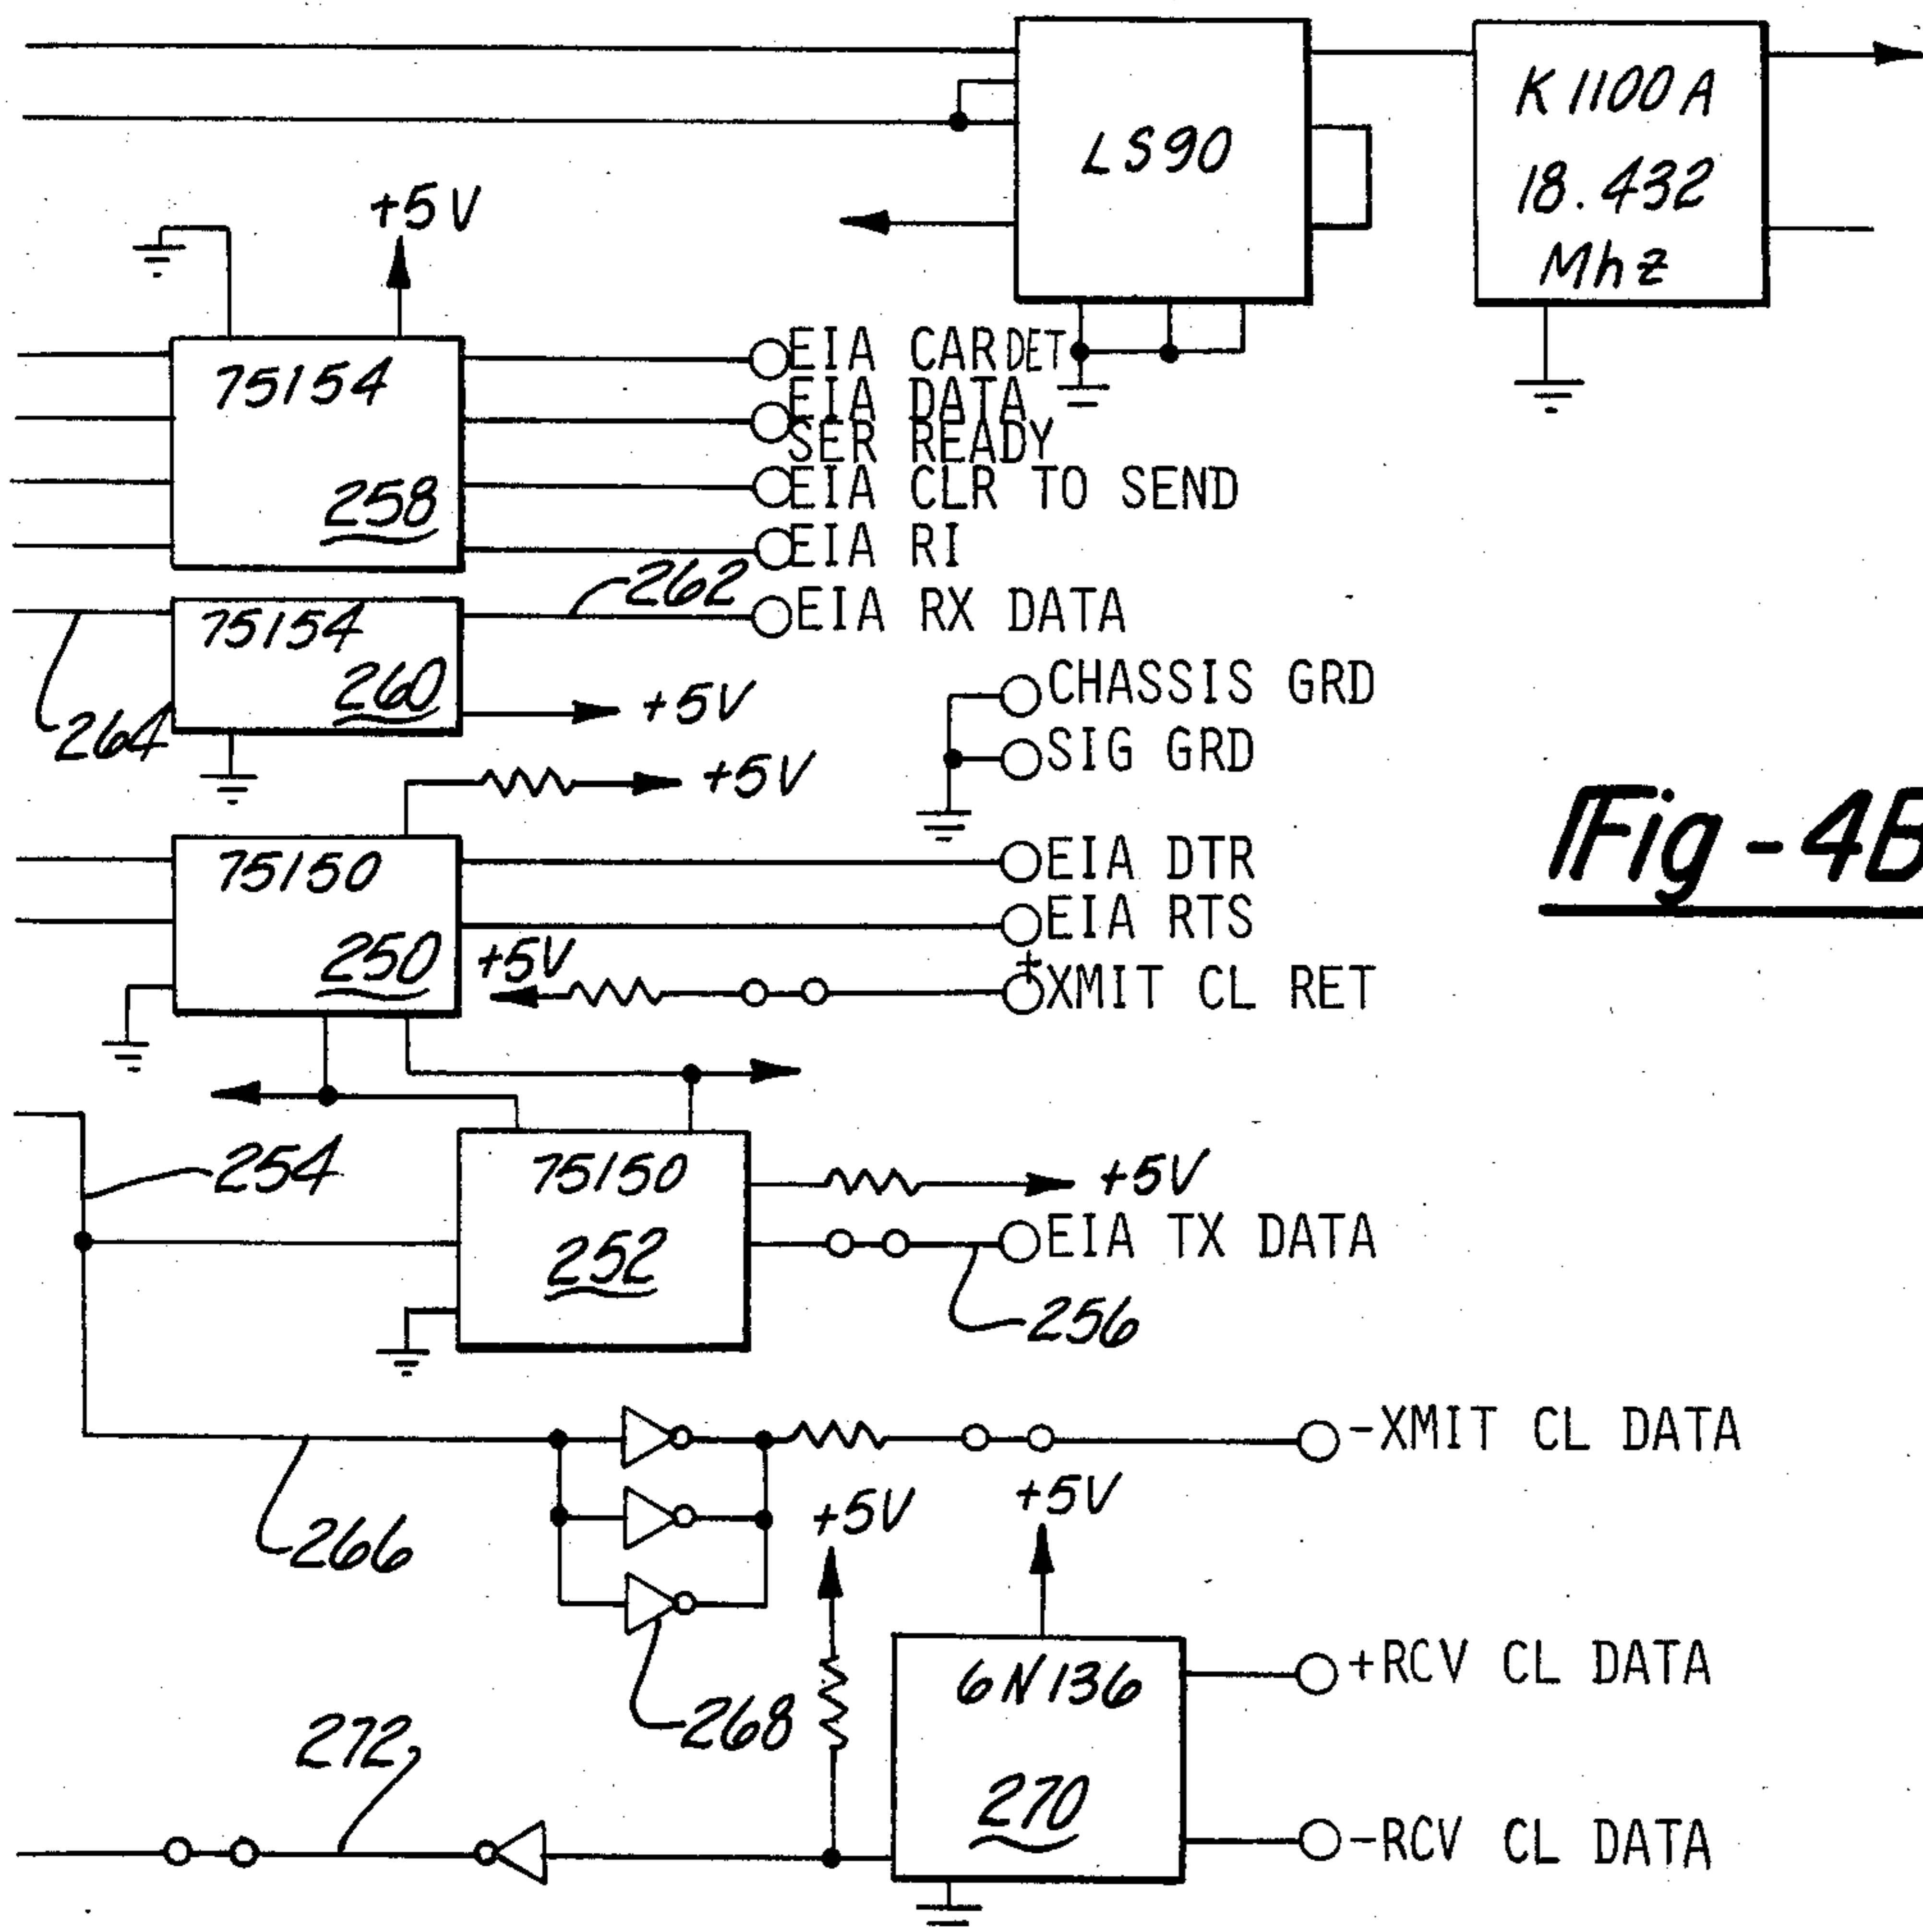 LS90
K1100A
18.432
Mhz
+5V
75154
258
EIA CAR DET
EIA DATA
SER READY
EIA CLR TO SEND
EIA RI
262
EIA RX DATA
75154
260
264
+5V
CHASSIS GRD
SIG GRD
+5V
Fig-4B
75150
250
EIA DTR
EIA RTS
+5V
+
XMIT CL RET
254
75150
252
+5V
EIA TX DATA
256
-XMIT CL DATA
266
+5V
+5V
268
6N136
270
+RCV CL DATA
272
-RCV CL DATA